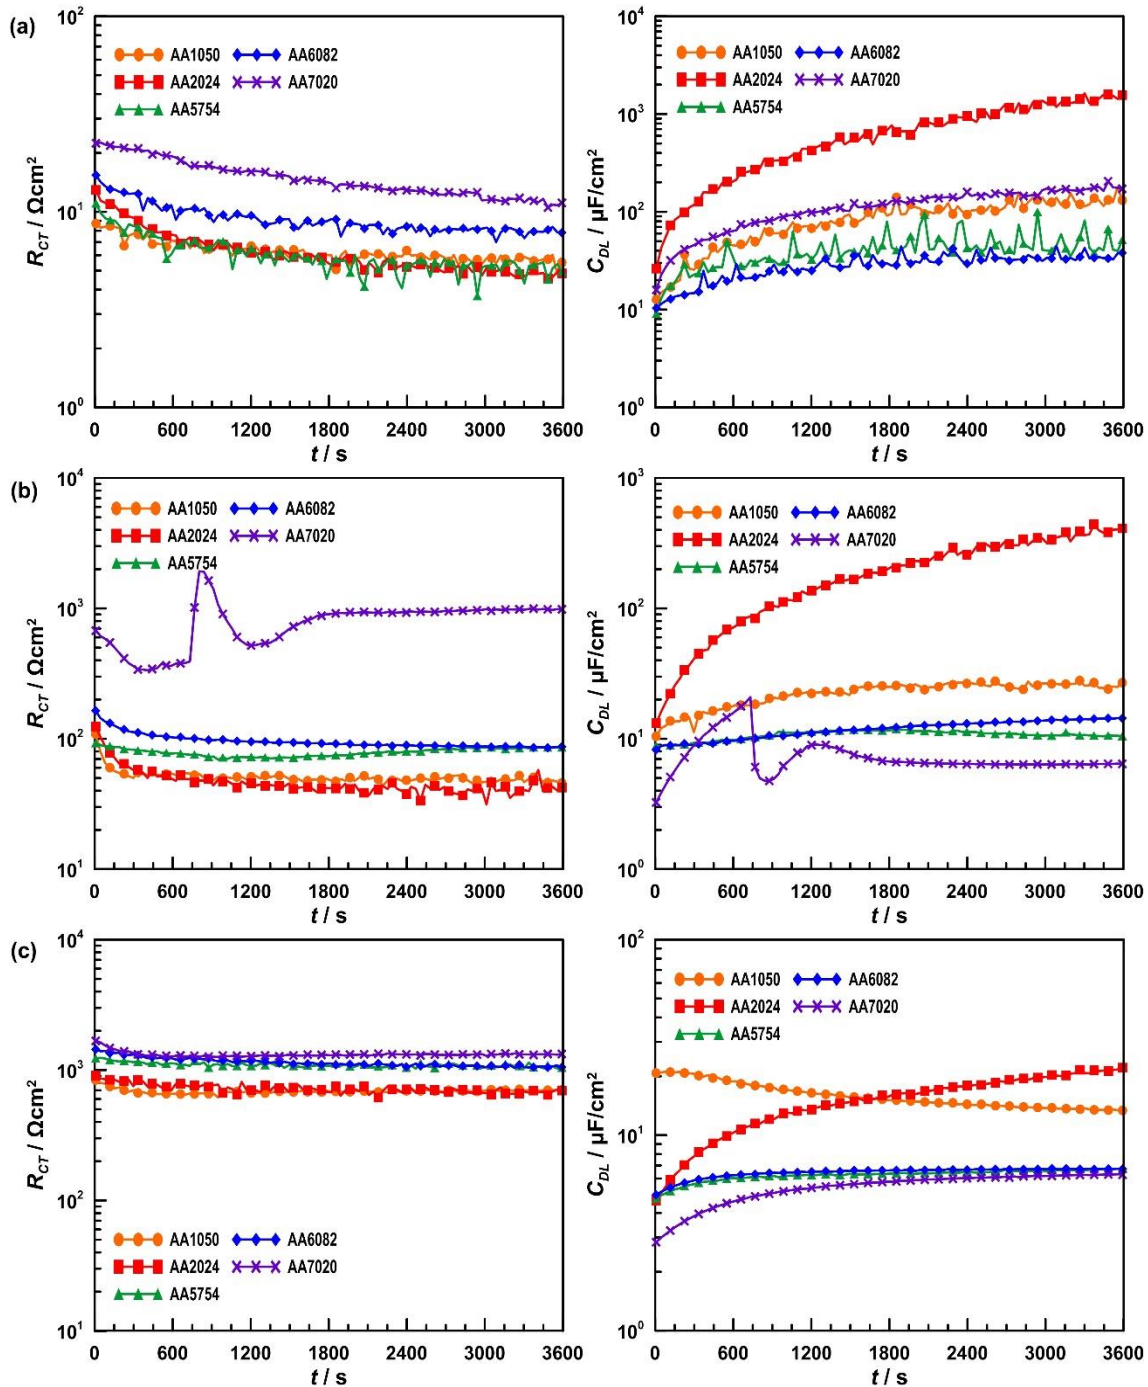 (a)
10²
10¹
10⁰
R_CT / Ωcm²
AA1050 AA6082
AA2024 AA7020
AA5754
0 600 1200 1800 2400 3000 3600
t / s
10⁴
10³
10²
10¹
10⁰
C_DL / µF/cm²
AA1050 AA6082
AA2024 AA7020
AA5754
0 600 1200 1800 2400 3000 3600
t / s
(b)
10⁴
10³
10²
10¹
R_CT / Ωcm²
AA1050 AA6082
AA2024 AA7020
AA5754
0 600 1200 1800 2400 3000 3600
t / s
10³
10²
10¹
10⁰
C_DL / µF/cm²
AA1050 AA6082
AA2024 AA7020
AA5754
0 600 1200 1800 2400 3000 3600
t / s
(c)
10⁴
10³
10²
10¹
R_CT / Ωcm²
AA1050 AA6082
AA2024 AA7020
AA5754
0 600 1200 1800 2400 3000 3600
t / s
10²
10¹
10⁰
C_DL / µF/cm²
AA1050 AA6082
AA2024 AA7020
AA5754
0 600 1200 1800 2400 3000 3600
t / s